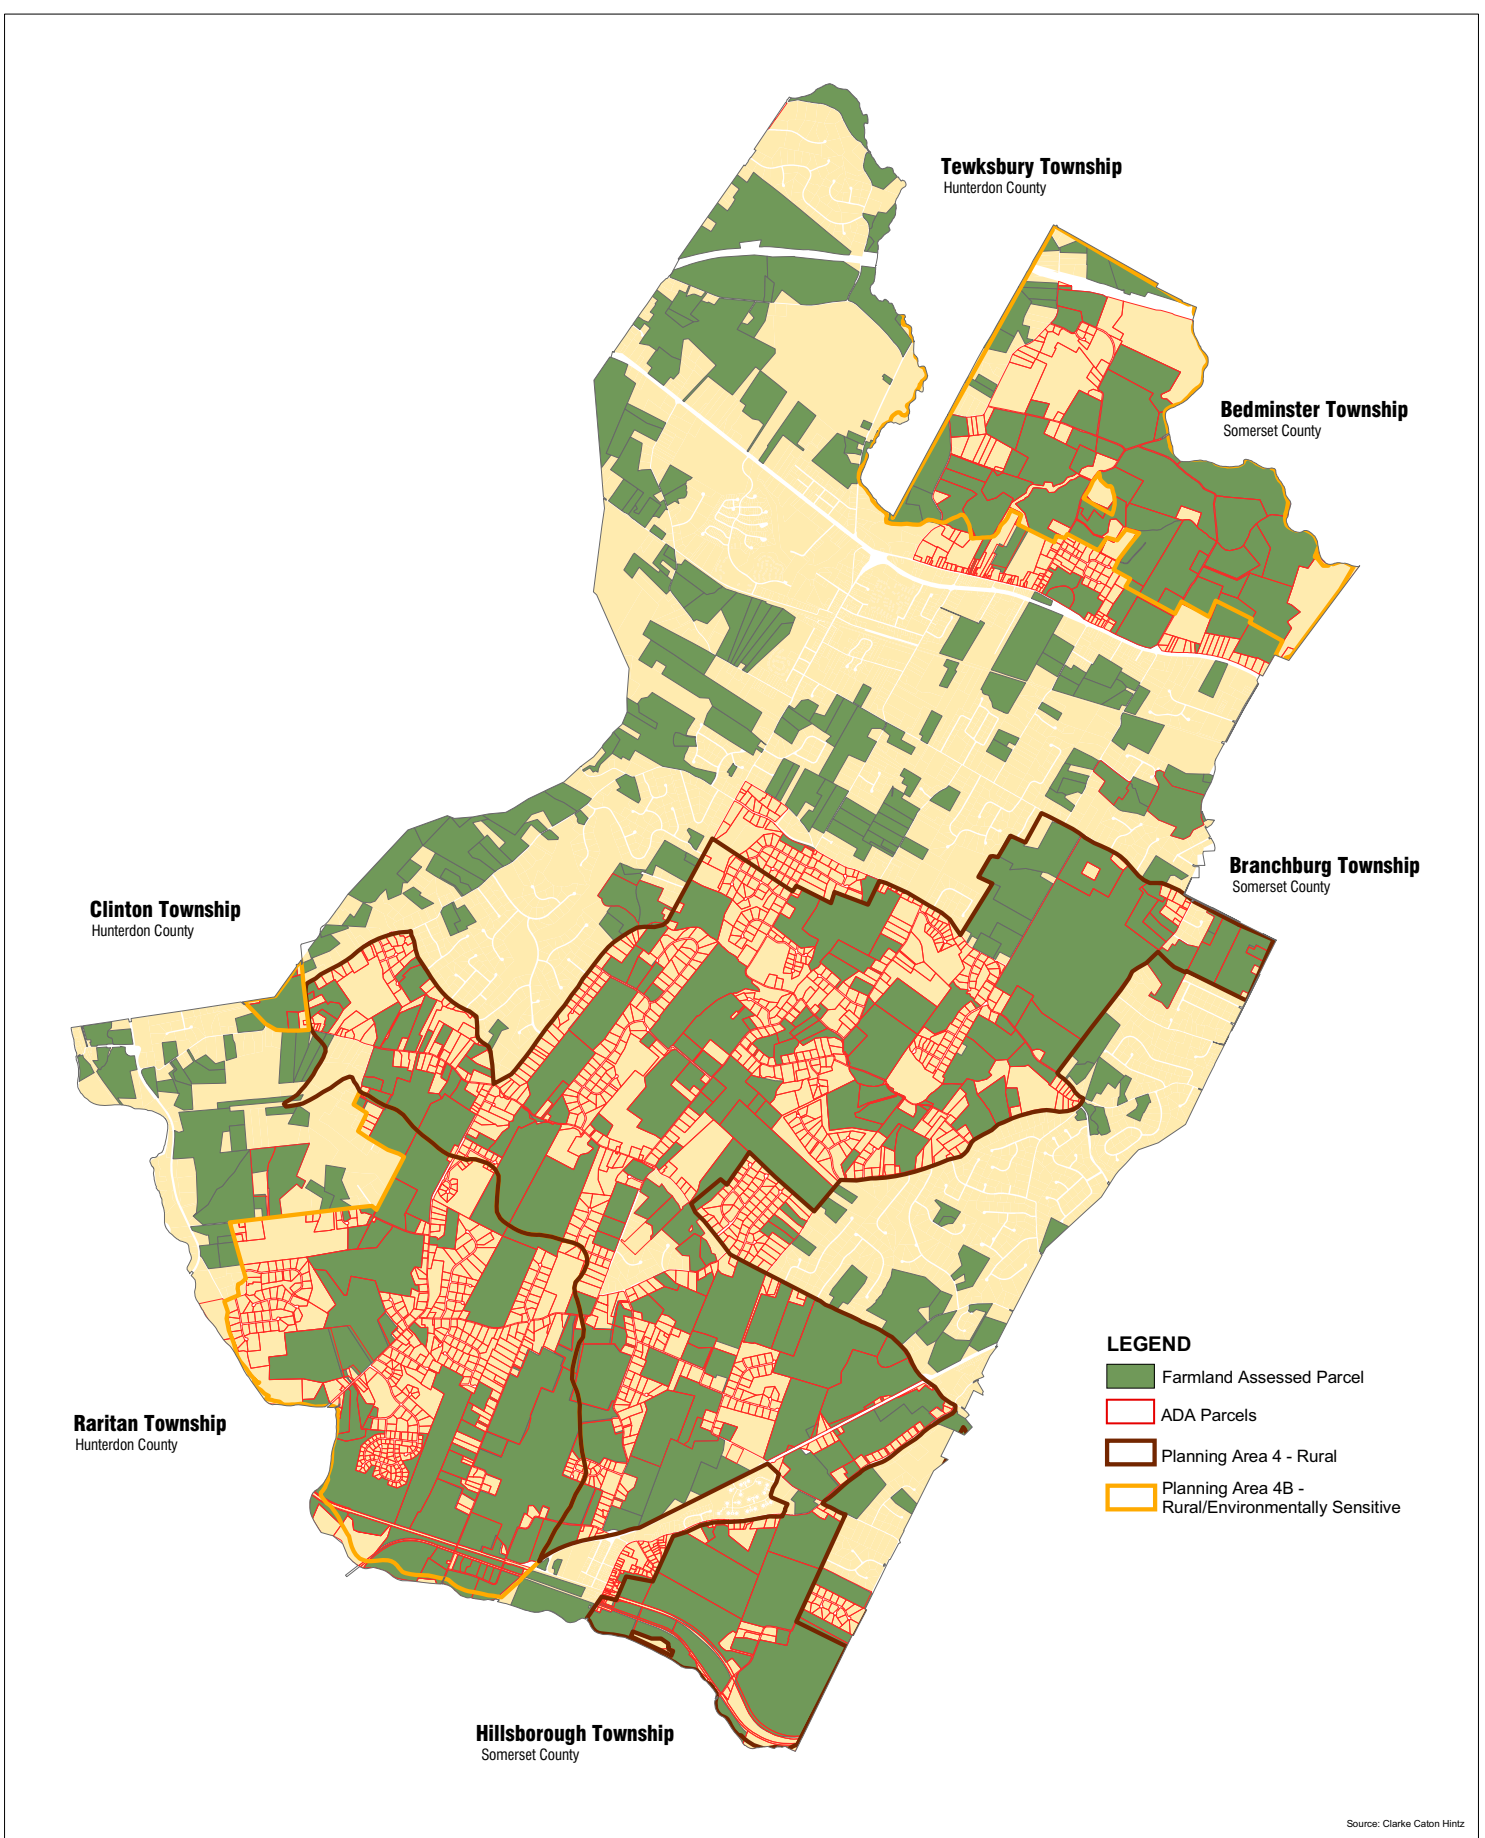 Tewksbury Township
Hunterdon County
Bedminster Township
Somerset County
Branchburg Township
Somerset County
Clinton Township
Hunterdon County
LEGEND
Farmland Assessed Parcel
ADA Parcels
Planning Area 4 - Rural
Planning Area 4B -
Rural/Environmentally Sensitive
Raritan Township
Hunterdon County
Hillsborough Township
Somerset County
Source: Clarke Caton Hintz